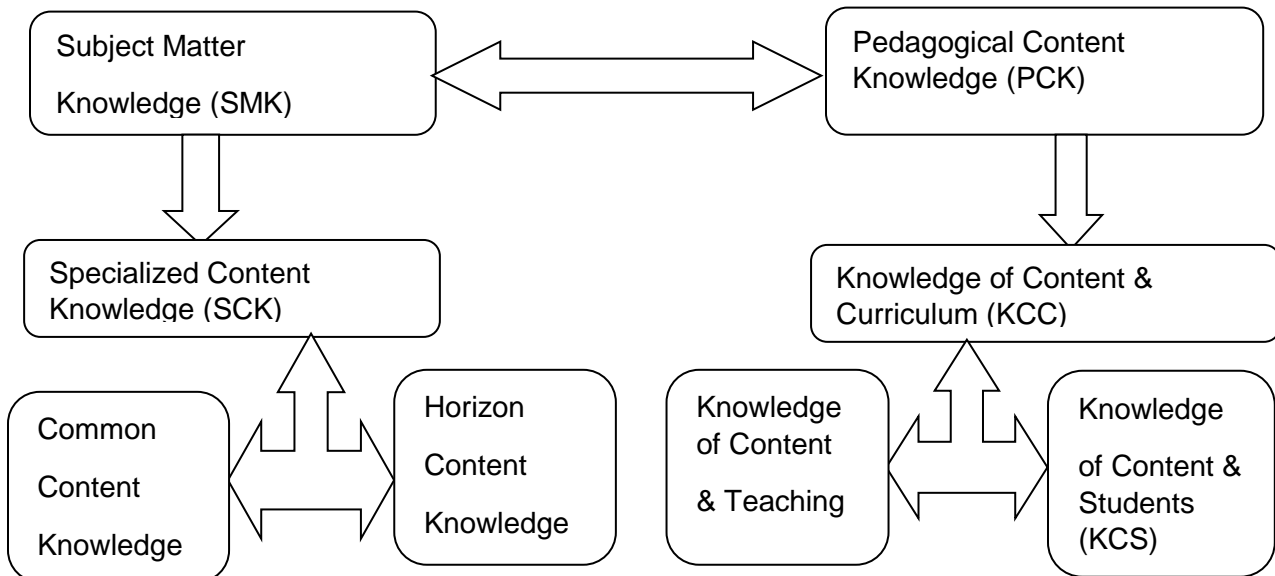 Subject Matter
Knowledge (SMK)
Pedagogical Content
Knowledge (PCK)
Specialized Content
Knowledge (SCK)
Knowledge of Content &
Curriculum (KCC)
Common
Content
Knowledge
Horizon
Content
Knowledge
Knowledge
of Content
& Teaching
Knowledge
of Content &
Students
(KCS)